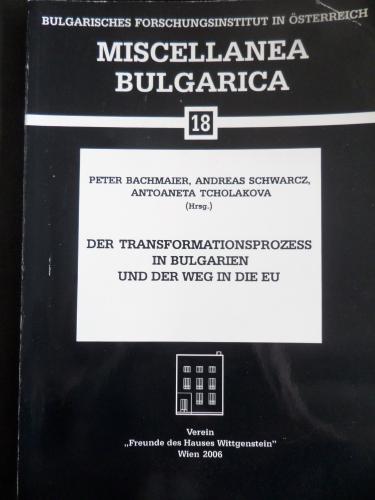 BULGARISCHES FORSCHUNGSINSTITUT IN ÖSTERREICH
MISCELLANEA
BULGARICA
18
PETER BACHMAIER, ANDREAS SCHWARCZ,
ANTOANETA TCHOLAKOVA
(Hrsg.)
DER TRANSFORMATIONSPROZESS
IN BULGARIEN
UND DER WEG IN DIE EU
Verein
„Freunde des Hauses Wittgenstein"
Wien 2006